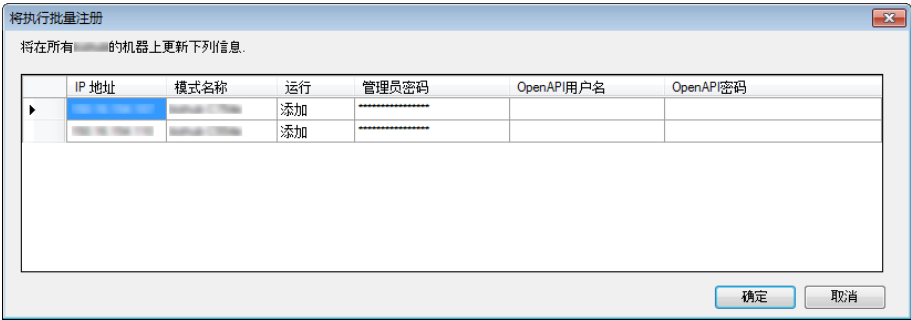 将执行批量注册
将在所有 的机器上更新下列信息.
IP 地址 模式名称 运行 管理员密码 OpenAPI用户名 OpenAPI密码
添加 ****************
添加 ****************
确定 取消